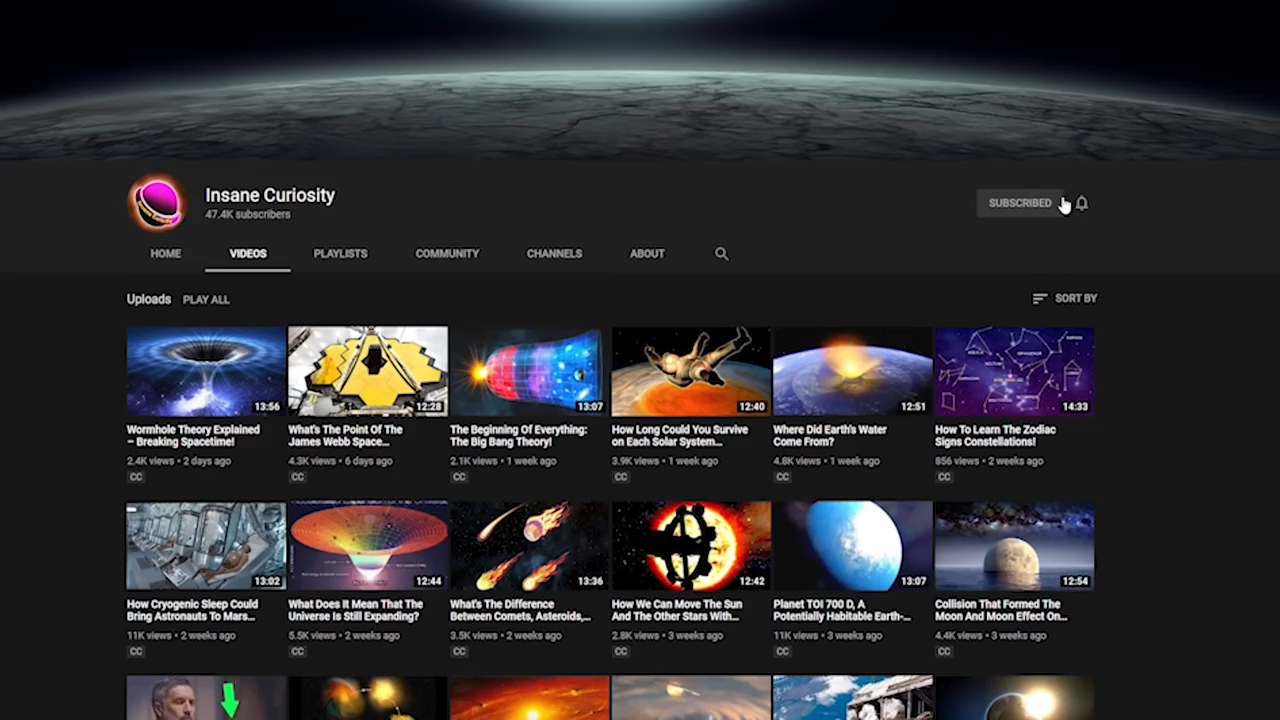 Insane Curiosity
47.4K subscribers
SUBSCRIBED
HOME VIDEOS PLAYLISTS COMMUNITY CHANNELS ABOUT
Uploads PLAY ALL SORT BY
13:56 12:28 13:07 12:40 12:51 14:33
Wormhole Theory Explained
– Breaking Spacetime!
2.4K views • 2 days ago
CC
What's The Point Of The
James Webb Space...
4.3K views • 6 days ago
CC
The Beginning Of Everything:
The Big Bang Theory!
2.1K views • 1 week ago
CC
How Long Could You Survive
on Each Solar System...
3.9K views • 1 week ago
CC
Where Did Earth's Water
Come From?
4.8K views • 1 week ago
CC
How To Learn The Zodiac
Signs Constellations!
856 views • 2 weeks ago
CC
13:02 12:44 13:36 12:42 13:07 12:54
How Cryogenic Sleep Could
Bring Astronauts To Mars...
11K views • 2 weeks ago
CC
What Does It Mean That The
Universe Is Still Expanding?
5.5K views • 2 weeks ago
CC
What's The Difference
Between Comets, Asteroids,...
3.5K views • 2 weeks ago
CC
How We Can Move The Sun
And The Other Stars With...
2.8K views • 3 weeks ago
CC
Planet TOI 700 D, A
Potentially Habitable Earth-...
11K views • 3 weeks ago
CC
Collision That Formed The
Moon And Moon Effect On...
4.4K views • 3 weeks ago
CC